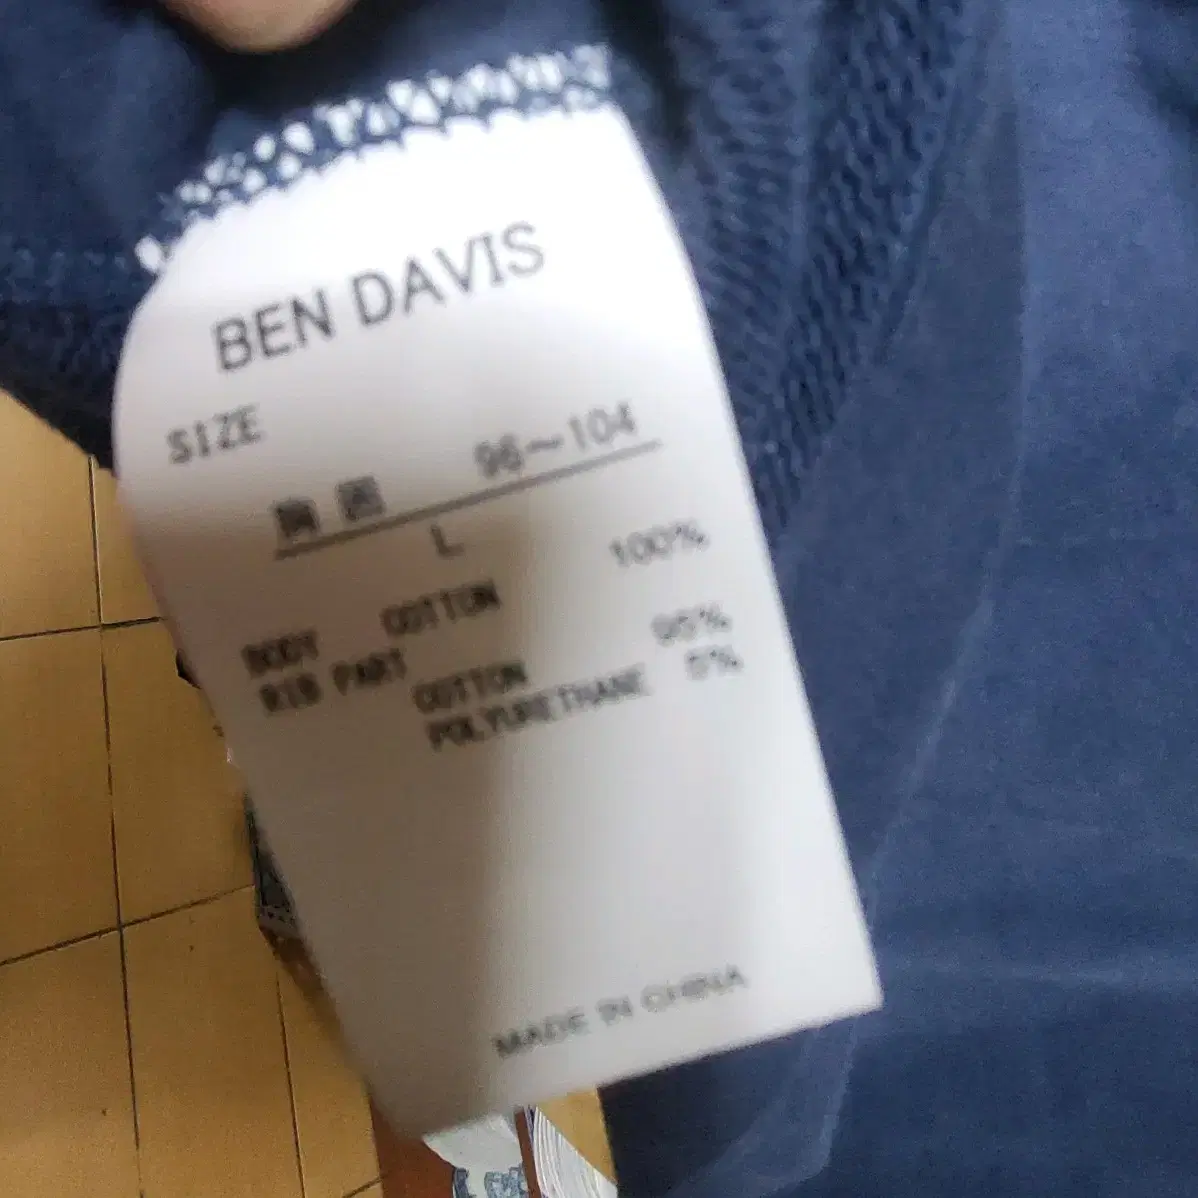 BEN DAVIS
SIZE
胸囲 96～104
L
BODY COTTON 100%
RIB PART
COTTON 95%
POLYURETHANE 5%
MADE IN CHINA